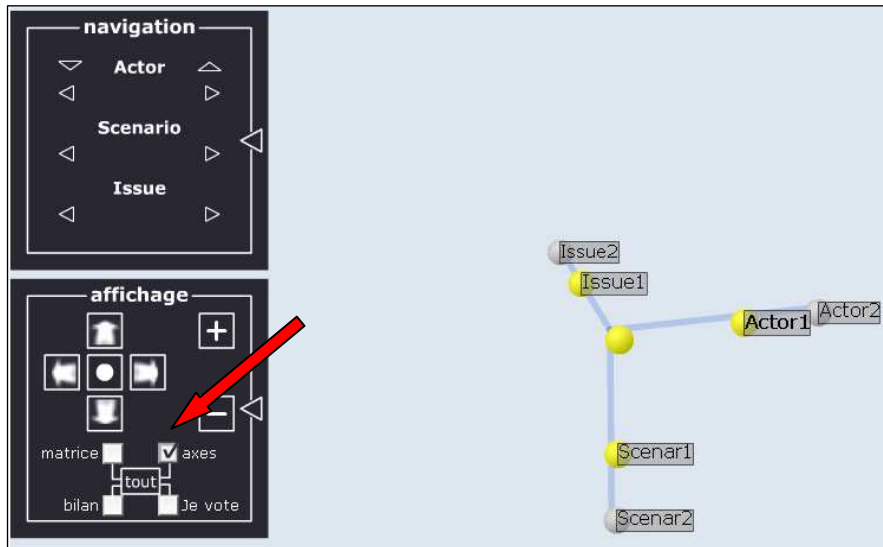 navigation
Actor
Scenario
Issue
affichage
+
−
matrice
axes
tout
bilan
Je vote
Issue2
Issue1
Actor1
Actor2
Scenar1
Scenar2